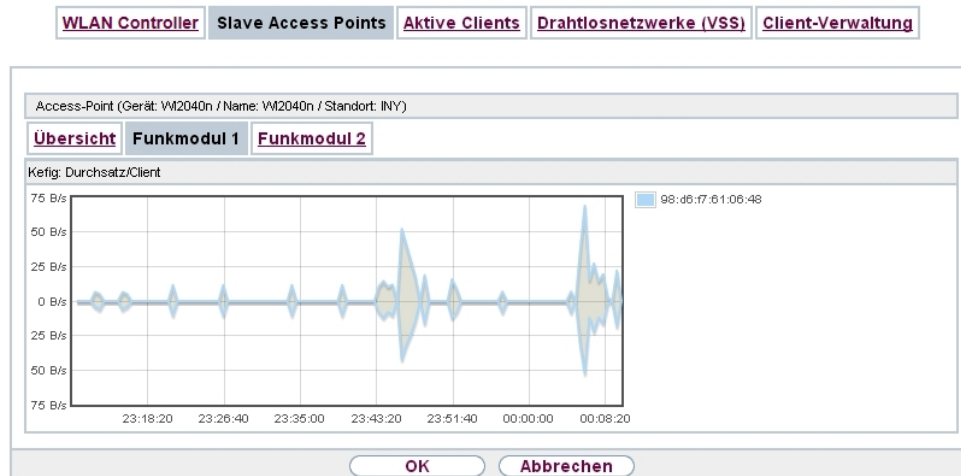 WLAN Controller Slave Access Points Aktive Clients Drahtlosnetzwerke (VSS) Client-Verwaltung
Access-Point (Gerät: WI2040n / Name: WI2040n / Standort: INY)
Übersicht Funkmodul 1 Funkmodul 2
Kefig: Durchsatz/Client
75 B/s
50 B/s
25 B/s
0 B/s
25 B/s
50 B/s
75 B/s
23:18:20 23:26:40 23:35:00 23:43:20 23:51:40 00:00:00 00:08:20
98:d6:f7:61:06:48
OK Abbrechen